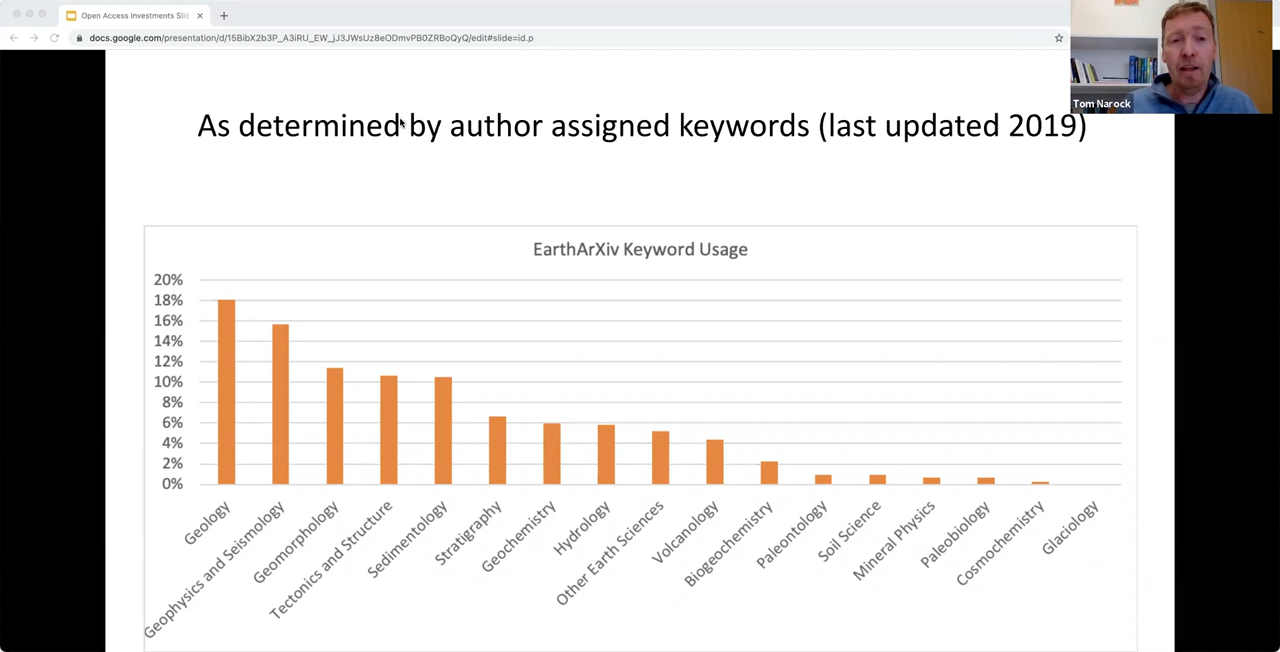 Open Access Investments Slid
docs.google.com/presentation/d/15BibX2b3P_A3iRU_EW_jJ3JWsUz8eODmvPB0ZRBoQyQ/edit#slide=id.p
Tom Narock
As determined by author assigned keywords (last updated 2019)
EarthArXiv Keyword Usage
20%
18%
16%
14%
12%
10%
8%
6%
4%
2%
0%
Geology
Geophysics and Seismology
Geomorphology
Tectonics and Structure
Sedimentology
Stratigraphy
Geochemistry
Hydrology
Other Earth Sciences
Volcanology
Biogeochemistry
Paleontology
Soil Science
Mineral Physics
Paleobiology
Cosmochemistry
Glaciology